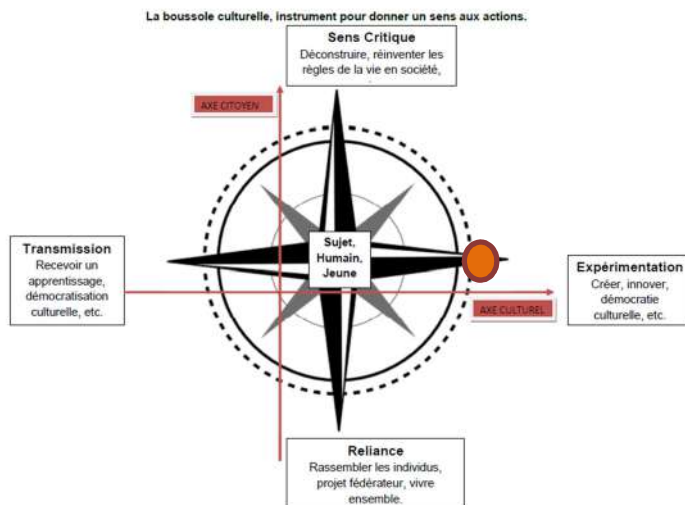 La boussole culturelle, instrument pour donner un sens aux actions.
Sens Critique
Déconstruire, réinventer les
règles de la vie en société,
AXE CITOYEN
Transmission
Recevoir un
apprentissage,
démocratisation
culturelle, etc.
Sujet,
Humain,
Jeune
Expérimentation
Créer, innover,
démocratie
culturelle, etc.
AXE CULTUREL
Reliance
Rassembler les individus,
projet fédérateur, vivre
ensemble.